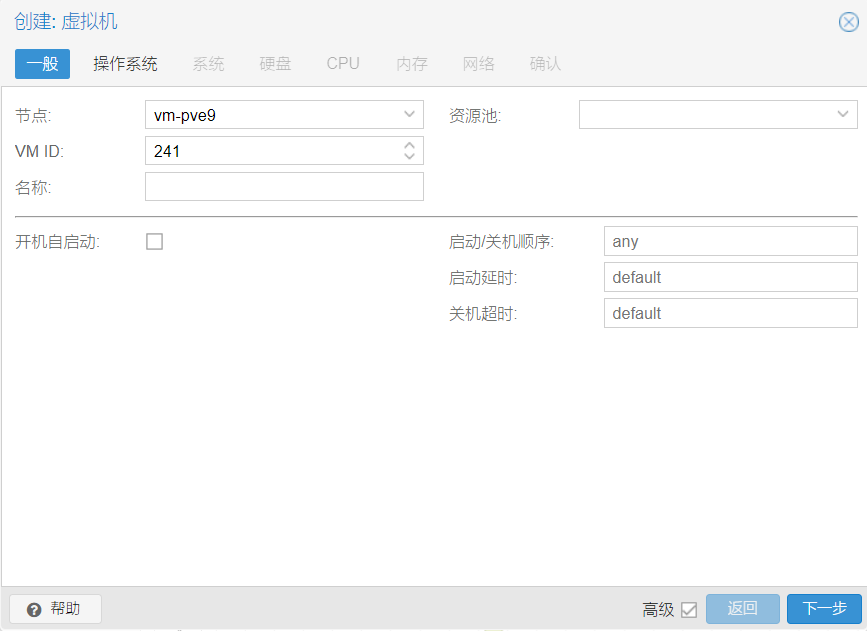 创建: 虚拟机
一般 操作系统 系统 硬盘 CPU 内存 网络 确认
节点: vm-pve9 资源池:
VM ID: 241
名称:
开机自启动: 启动/关机顺序: any
启动延时: default
关机超时: default
帮助 高级 返回 下一步